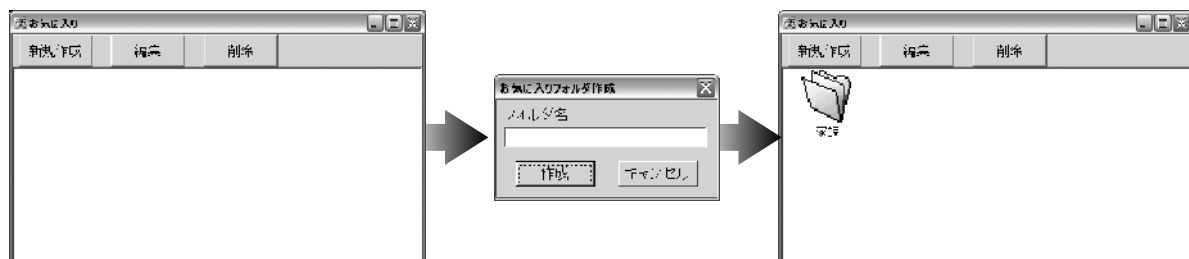 お気に入り
新規作成 編集 削除
お気に入りフォルダ作成
フォルダ名
作成 キャンセル
お気に入り
新規作成 編集 削除